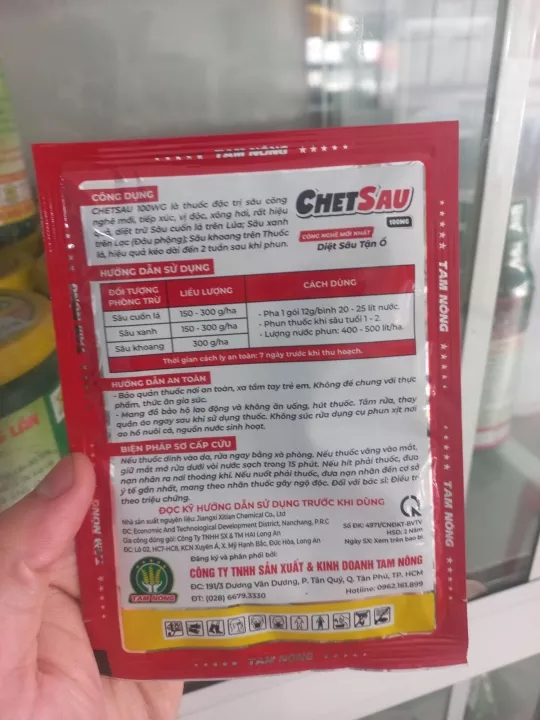 TAM NÔNG ★★★★★
CÔNG DỤNG
CHETSAU 100WG là thuốc đặc trị sâu công
nghệ mới, tiếp xúc, vị độc, xông hơi, rất hiệu
quả, diệt trừ Sâu cuốn lá trên Lúa; Sâu xanh
trên Lạc (Đậu phộng); Sâu khoang trên Thuốc
lá, hiệu quả kéo dài đến 2 tuần sau khi phun.
CHETSAU
100WG
CÔNG NGHỆ MỚI NHẤT
Diệt Sâu Tận Ổ
HƯỚNG DẪN SỬ DỤNG
ĐỐI TƯỢNG PHÒNG TRỪ
LIỀU LƯỢNG
CÁCH DÙNG
Sâu cuốn lá 150 - 300 g/ha
Sâu xanh 150 - 300 g/ha
Sâu khoang 300 g/ha
- Pha 1 gói 12g/bình 20 - 25 lít nước.
- Phun thuốc khi sâu tuổi 1 - 2.
- Lượng nước phun: 400 - 500 lít/ha.
Thời gian cách ly an toàn: 7 ngày trước khi thu hoạch.
HƯỚNG DẪN AN TOÀN
- Bảo quản thuốc nơi an toàn, xa tầm tay trẻ em. Không để chung với thực
phẩm, thức ăn gia súc.
- Mang đồ bảo hộ lao động và không ăn uống, hút thuốc. Tắm rửa, thay
quần áo ngay sau khi sử dụng thuốc. Không súc rửa dụng cụ phun xịt nơi
ao hồ nuôi cá, nguồn nước sinh hoạt.
BIỆN PHÁP SƠ CẤP CỨU
Nếu thuốc dính vào da, rửa ngay bằng xà phòng. Nếu thuốc văng vào mắt,
giữ mắt mở rửa dưới vòi nước sạch trong 15 phút. Nếu hít phải thuốc, đưa
nạn nhân ra nơi thoáng khí. Nếu nuốt phải thuốc, đưa nạn nhân đến cơ sở
y tế gần nhất, mang theo nhãn thuốc gây ngộ độc. Đối với bác sĩ: Điều trị
theo triệu chứng.
ĐỌC KỸ HƯỚNG DẪN SỬ DỤNG TRƯỚC KHI DÙNG
Nhà sản xuất nguyên liệu: Jiangxi Xitian Chemical Co., Ltd
ĐC: Economic And Technological Development District, Nanchang, P.R.C
Gia công đóng gói: Công Ty TNHH SX & TM HAI Long An
ĐC: Lô 02, HC1-HC8, KCN Xuyên Á, X. Mỹ Hạnh Bắc, Đức Hòa, Long An
Số ĐK: 4971/CNĐKT-BVTV
HSD: 2 Năm
Ngày SX: Xem trên bao bì
Đăng ký và phân phối bởi:
CÔNG TY TNHH SẢN XUẤT & KINH DOANH TAM NÔNG
ĐC: 191/3 Dương Văn Dương, P. Tân Quý, Q. Tân Phú, TP. HCM
ĐT: (028) 6679.3330
Hotline: 0962.161.899
TAM NÔNG
★★★★★ TAM NÔNG ★★★★★
★★★★★ TAM NÔNG ★★★★★
TAM NÔNG
TAM NÔNG
TAM NÔNG